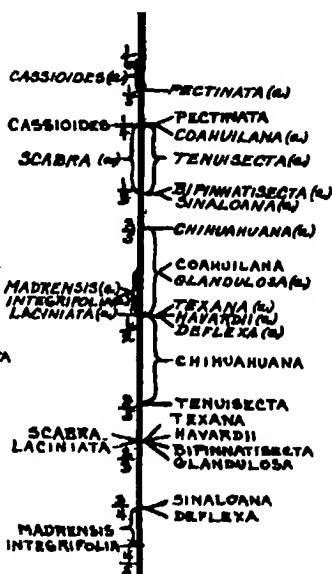 CASSIOIDES (a)
PECTINATA (a)
CASSIOIDES
PECTINATA
COAHUILANA (a)
SCABRA (a)
TENUISECTA (a)
BIPINNATISECTA (a)
SINALOANA (a)
CHIHUAHUANA (a)
COAHUILANA
GLANDULOSA (a)
MADRENSIS (a)
INTEGRIFOLIA
LACINIATA (a)
TEXANA (a)
HAVARDII (a)
DEFLEXA (a)
TA
CHIHUAHUANA
TENUISECTA
TEXANA
SCABRA
LACINIATA
HAVARDII
BIPINNATISECTA
GLANDULOSA
SINALOANA
DEFLEXA
MADRENSIS
INTEGRIFOLIA